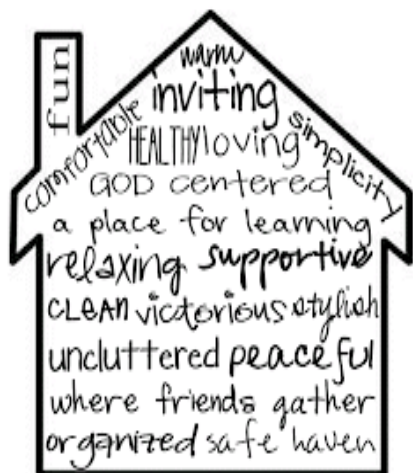 fun
warm
inviting
comfortable
simplicity
HEALTHY loving
GOD centered
a place for learning
relaxing supportive
CLEAN victorious stylish
uncluttered peaceful
where friends gather
organized safe haven